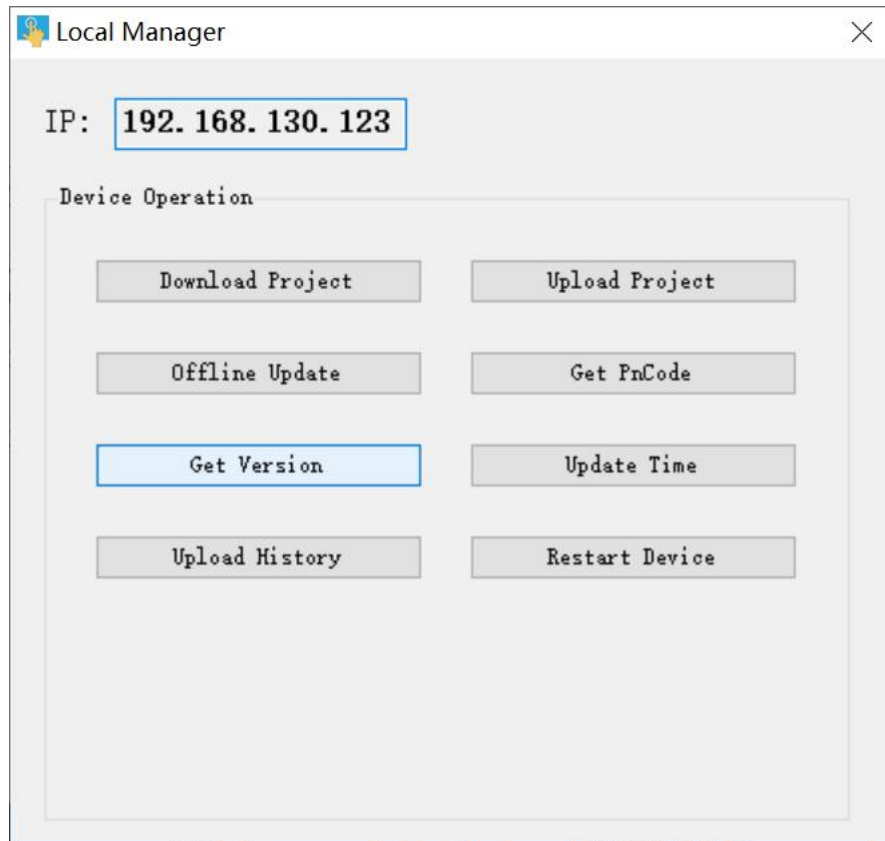 Local Manager
IP: 192.168.130.123
Device Operation
Download Project
Upload Project
Offline Update
Get PnCode
Get Version
Update Time
Upload History
Restart Device